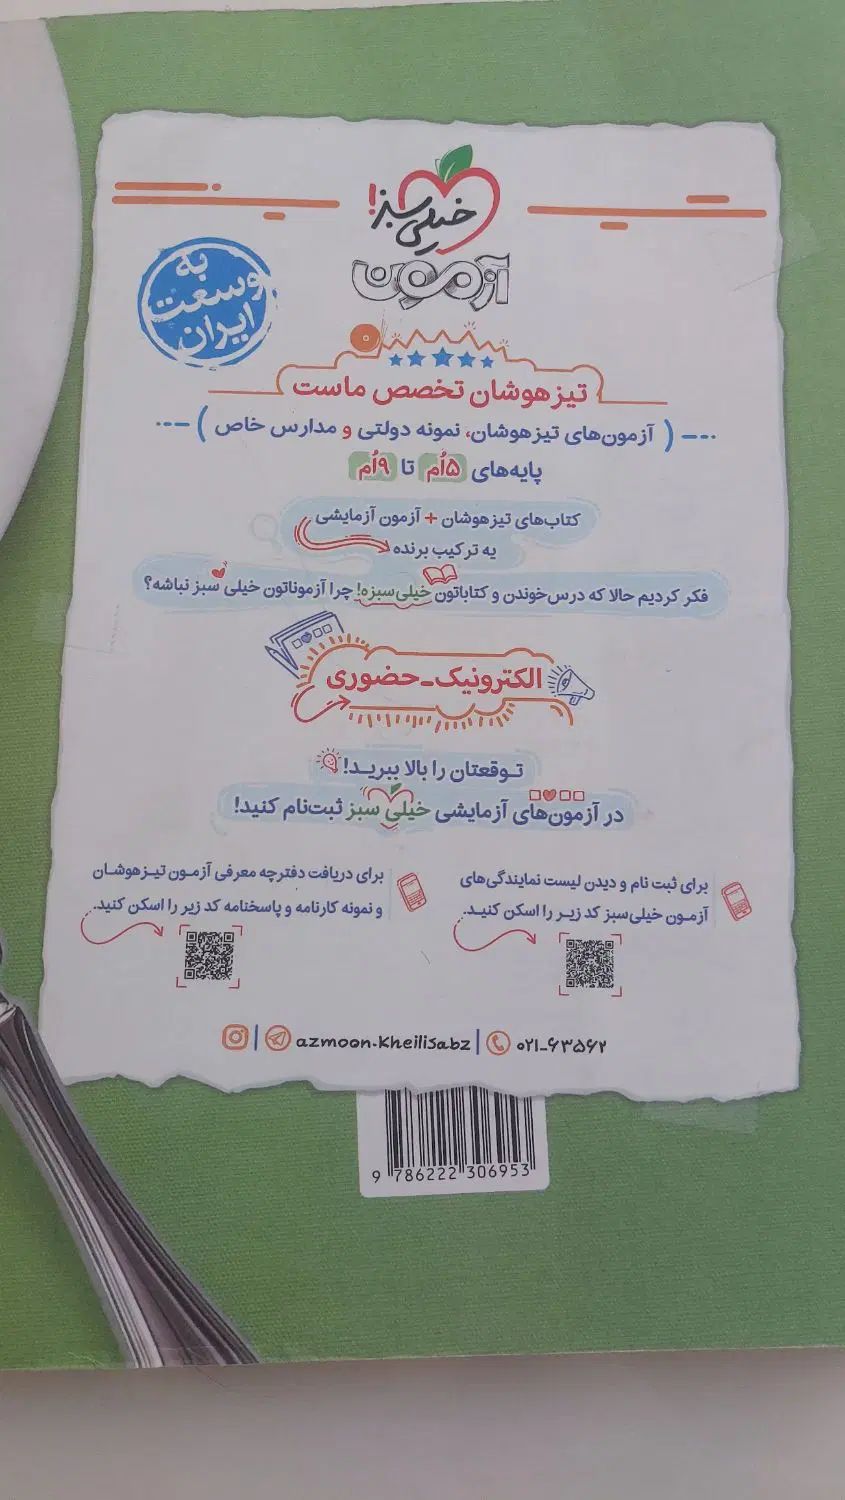 خیلی سبز!
آزمون
به
وسعت
ایران
تیزهوشان تخصص ماست
(آزمون‌های تیزهوشان، نمونه دولتی و مدارس خاص)
پایه‌های ۵اُم تا ۹اُم
کتاب‌های تیزهوشان + آزمون آزمایشی
یه ترکیب برنده
فکر کردیم حالا که درس‌خوندن و کتاباتون خیلی‌سبزه! چرا آزموناتون خیلی سبز نباشه؟
الکترونیک-حضوری
توقعتان را بالا ببرید!
در آزمون‌های آزمایشی خیلی سبز ثبت‌نام کنید!
برای ثبت نام و دیدن لیست نمایندگی‌های
آزمون خیلی‌سبز کد زیر را اسکن کنید.
برای دریافت دفترچه معرفی آزمون تیزهوشان
و نمونه کارنامه و پاسخنامه کد زیر را اسکن کنید.
azmoon.kheilisabz | ۰۲۱-۶۳۵۶۲
9 786222 306953